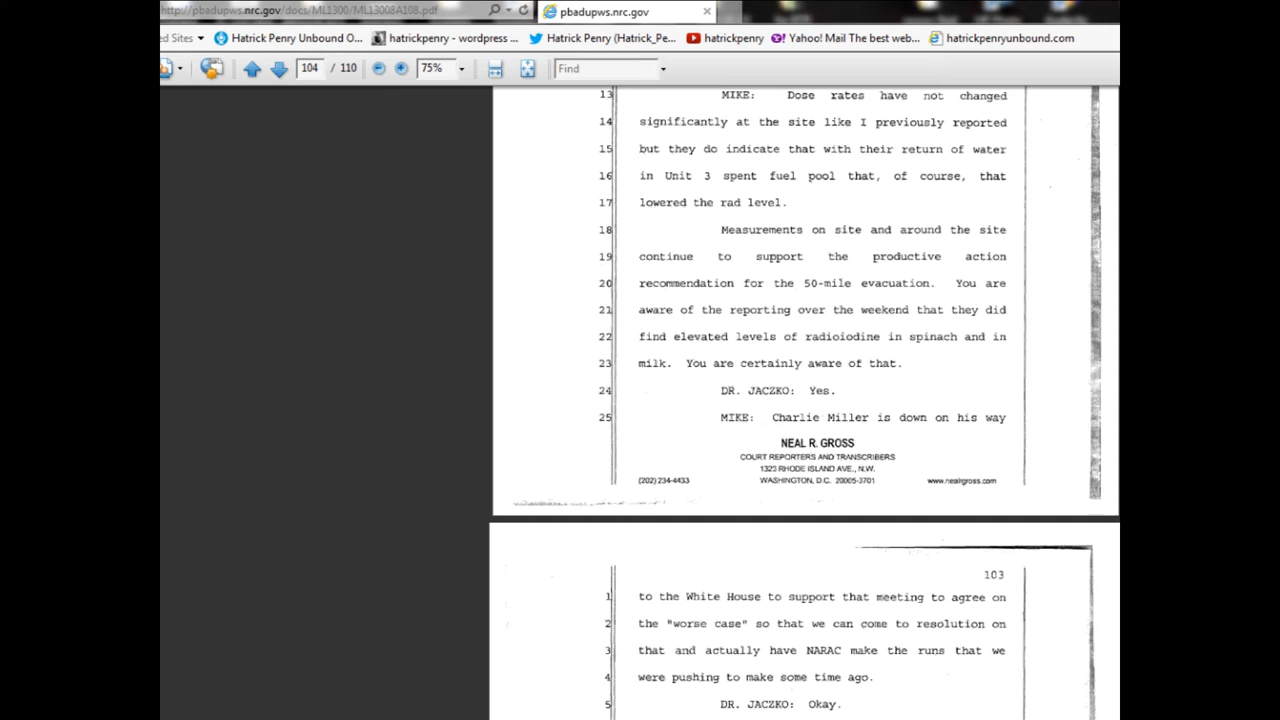 http://pbadupws.nrc.gov/docs/ML1300/ML13008A108.pdf
pbadupws.nrc.gov
ed Sites
Hatrick Penry Unbound O...
hatrickpenry - wordpress ...
Hatrick Penry (Hatrick_Pe...
hatrickpenry
Yahoo! Mail The best web...
hatrickpenryunbound.com
104 / 110
75%
Find
13 MIKE: Dose rates have not changed
14 significantly at the site like I previously reported
15 but they do indicate that with their return of water
16 in Unit 3 spent fuel pool that, of course, that
17 lowered the rad level.
18 Measurements on site and around the site
19 continue to support the productive action
20 recommendation for the 50-mile evacuation. You are
21 aware of the reporting over the weekend that they did
22 find elevated levels of radioiodine in spinach and in
23 milk. You are certainly aware of that.
24 DR. JACZKO: Yes.
25 MIKE: Charlie Miller is down on his way
NEAL R. GROSS
COURT REPORTERS AND TRANSCRIBERS
1323 RHODE ISLAND AVE., N.W.
(202) 234-4433 WASHINGTON, D.C. 20005-3701 www.nealrgross.com
103
1 to the White House to support that meeting to agree on
2 the "worse case" so that we can come to resolution on
3 that and actually have NARAC make the runs that we
4 were pushing to make some time ago.
5 DR. JACZKO: Okay.